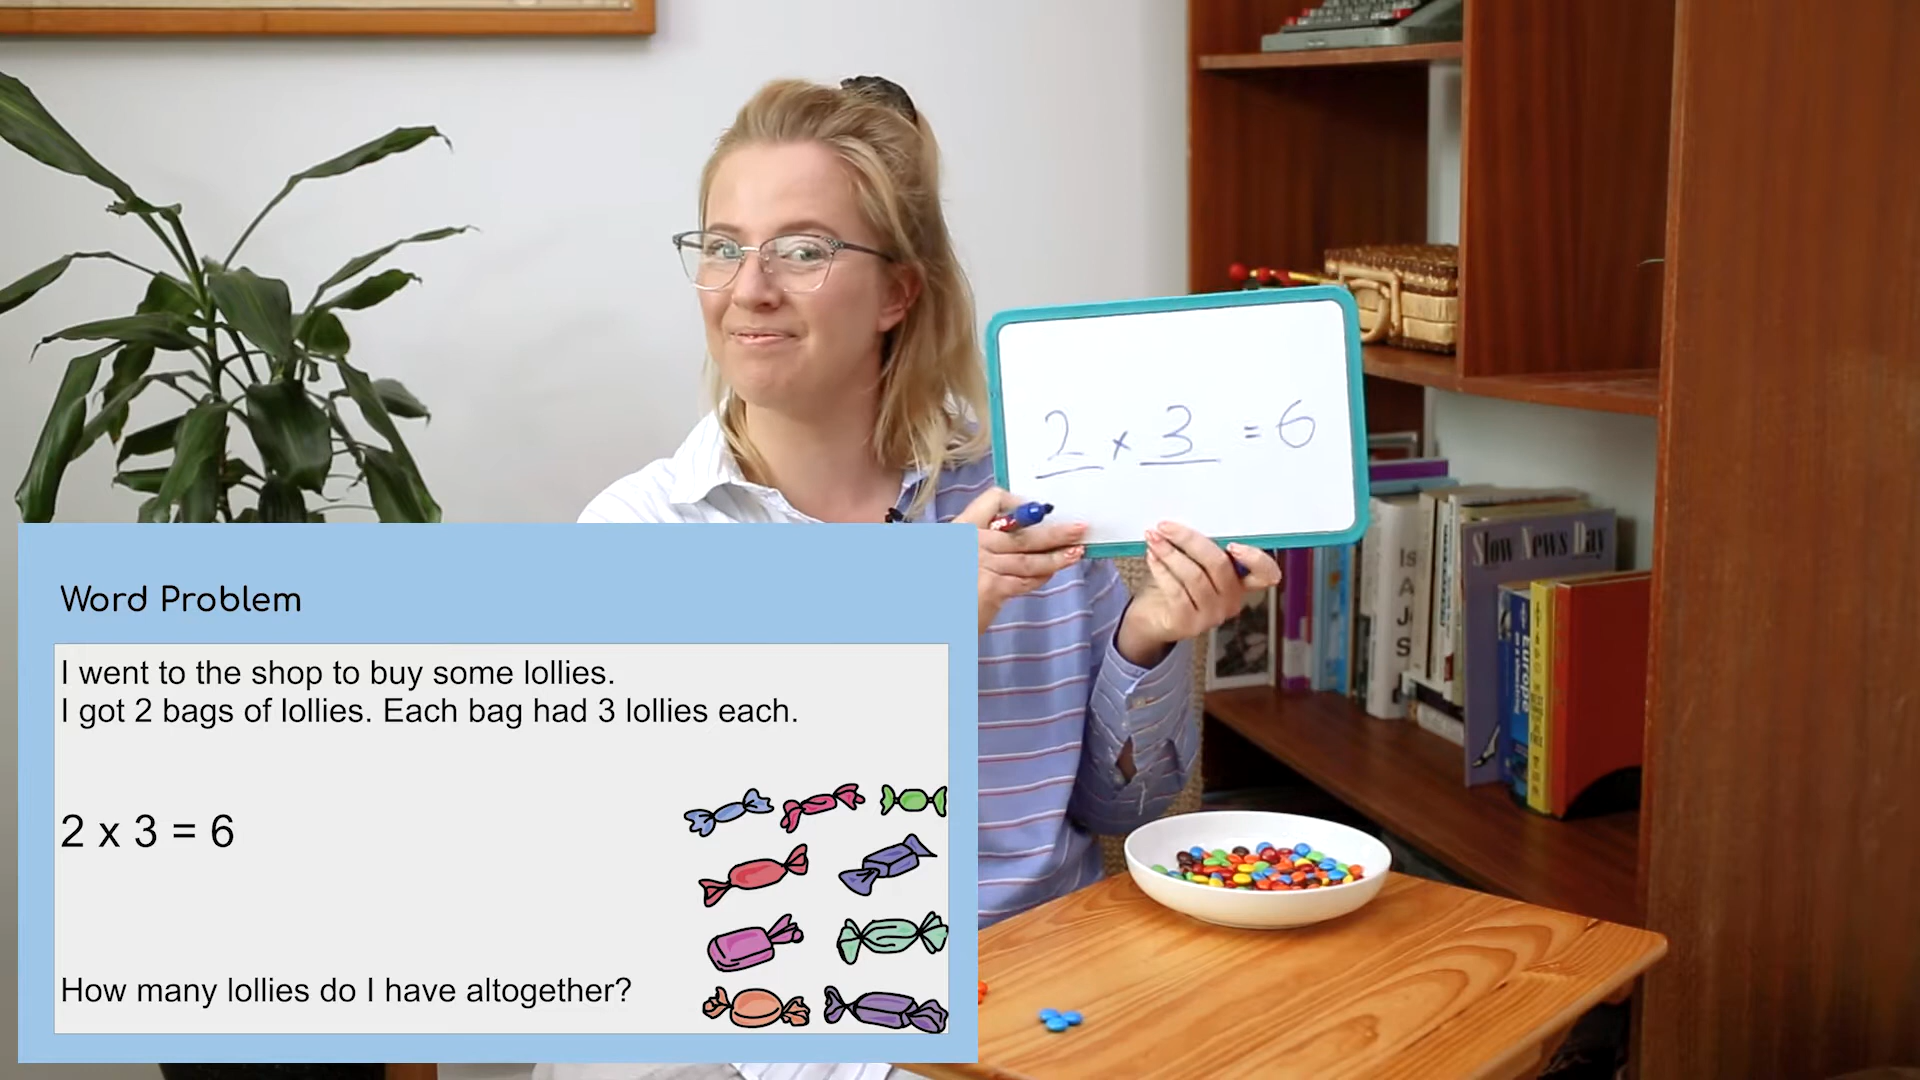 2 x 3 = 6
Word Problem
I went to the shop to buy some lollies.
I got 2 bags of lollies. Each bag had 3 lollies each.
2 x 3 = 6
How many lollies do I have altogether?
Slow News Day
Europe